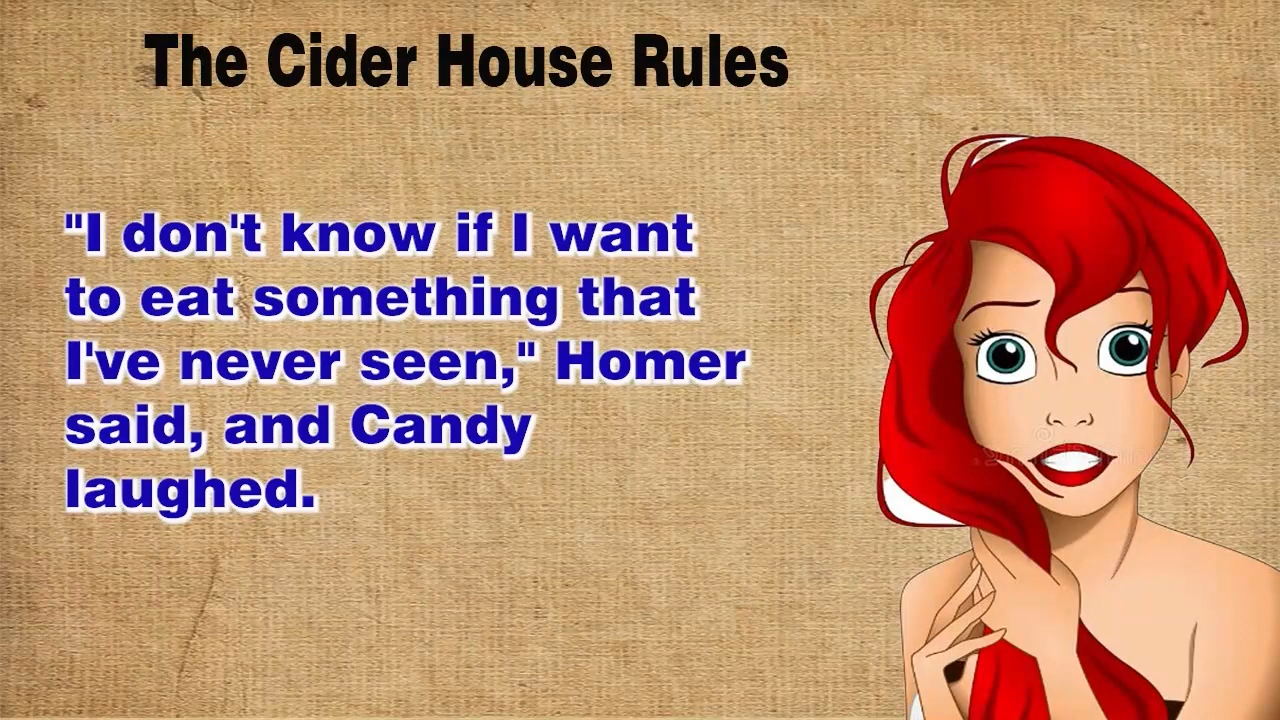 The Cider House Rules
"I don't know if I want
to eat something that
I've never seen," Homer
said, and Candy
laughed.